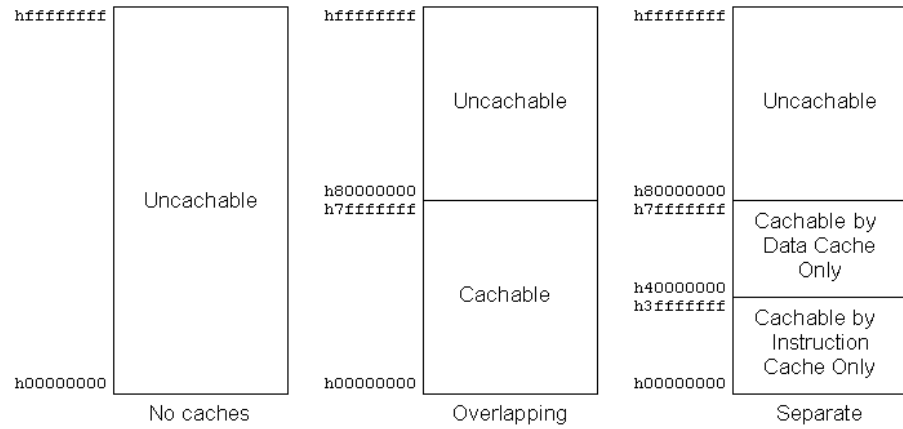 hffffffff
Uncachable
h00000000
No caches
hffffffff
Uncachable
h80000000
h7fffffff
Cachable
h00000000
Overlapping
hffffffff
Uncachable
h80000000
h7fffffff
Cachable by
Data Cache
Only
h40000000
h3fffffff
Cachable by
Instruction
Cache Only
h00000000
Separate